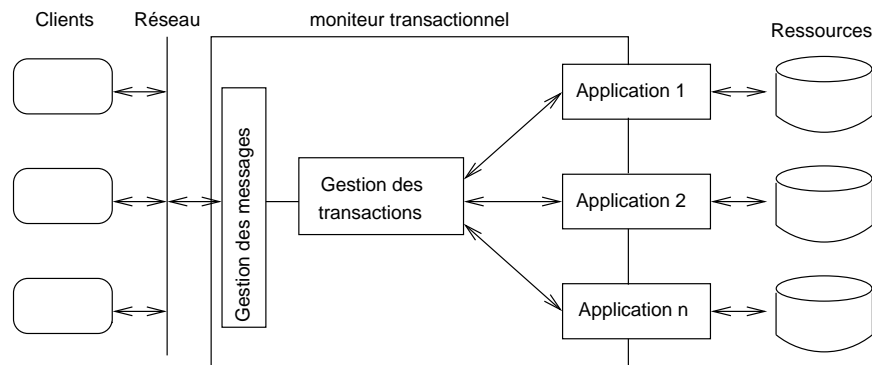 Clients
Réseau
moniteur transactionnel
Ressources
Gestion des messages
Gestion des
transactions
Application 1
Application 2
Application n